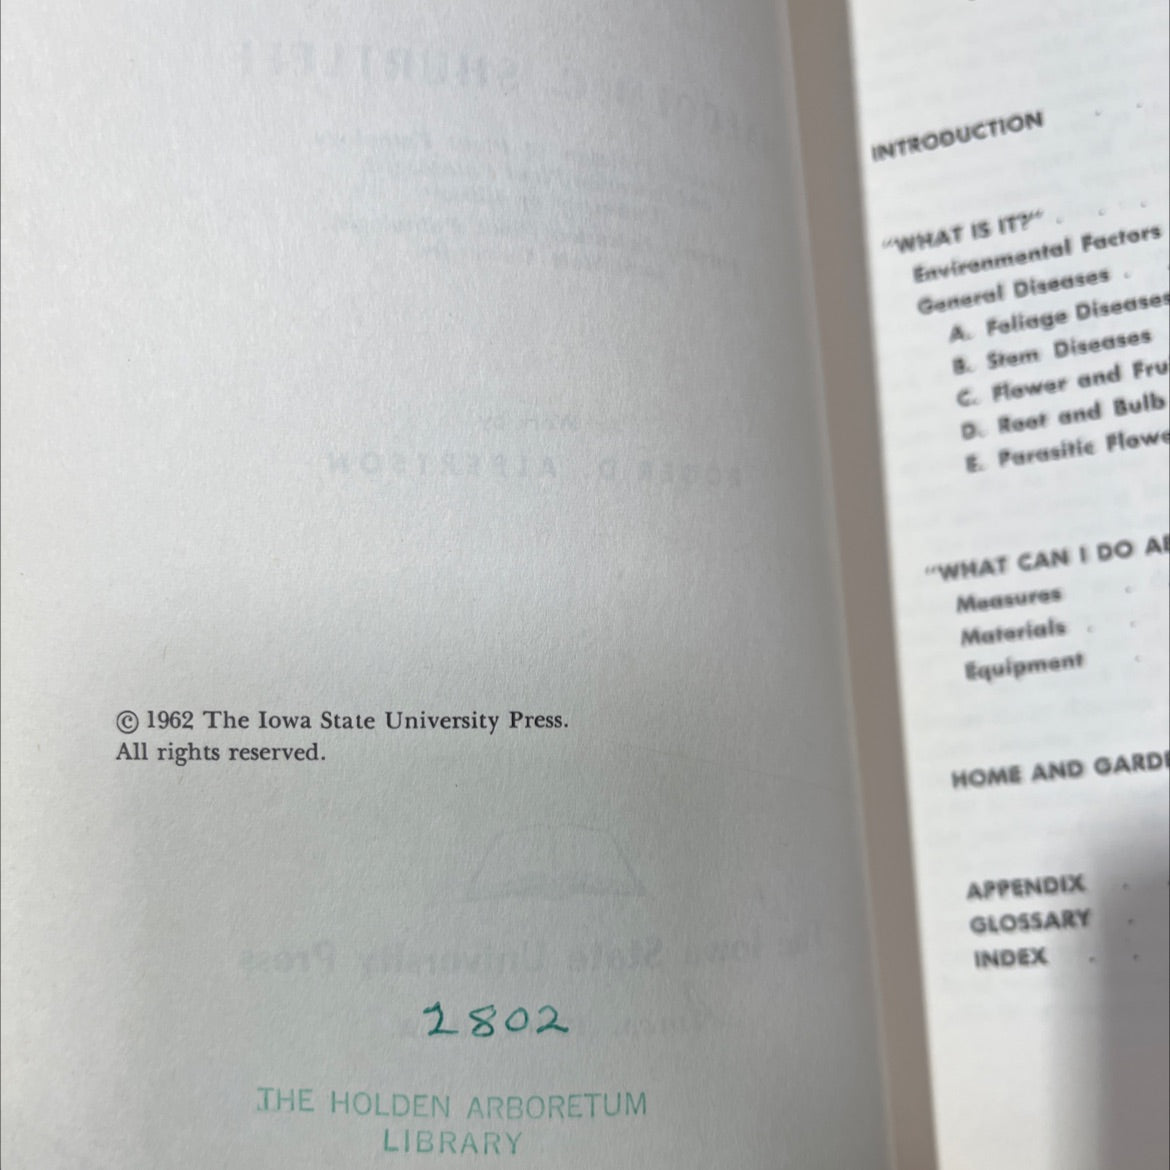 © 1962 The Iowa State University Press.
All rights reserved.
2802
THE HOLDEN ARBORETUM
LIBRARY
INTRODUCTION
"WHAT IS IT?"
Environmental Factors
General Diseases
A. Foliage Diseases
B. Stem Diseases
C. Flower and Fru
D. Root and Bulb
E. Parasitic Flowe
"WHAT CAN I DO AB
Measures
Materials
Equipment
HOME AND GARDE
APPENDIX
GLOSSARY
INDEX